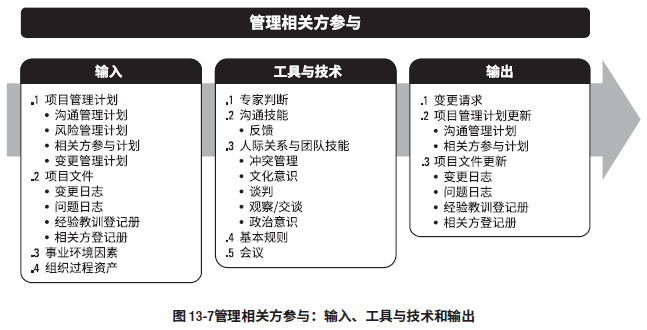 管理相关方参与
输入
.1 项目管理计划
• 沟通管理计划
• 风险管理计划
• 相关方参与计划
• 变更管理计划
.2 项目文件
• 变更日志
• 问题日志
• 经验教训登记册
• 相关方登记册
.3 事业环境因素
.4 组织过程资产
工具与技术
.1 专家判断
.2 沟通技能
• 反馈
.3 人际关系与团队技能
• 冲突管理
• 文化意识
• 谈判
• 观察/交谈
• 政治意识
.4 基本规则
.5 会议
输出
.1 变更请求
.2 项目管理计划更新
• 沟通管理计划
• 相关方参与计划
.3 项目文件更新
• 变更日志
• 问题日志
• 经验教训登记册
• 相关方登记册
图 13-7管理相关方参与：输入、工具与技术和输出